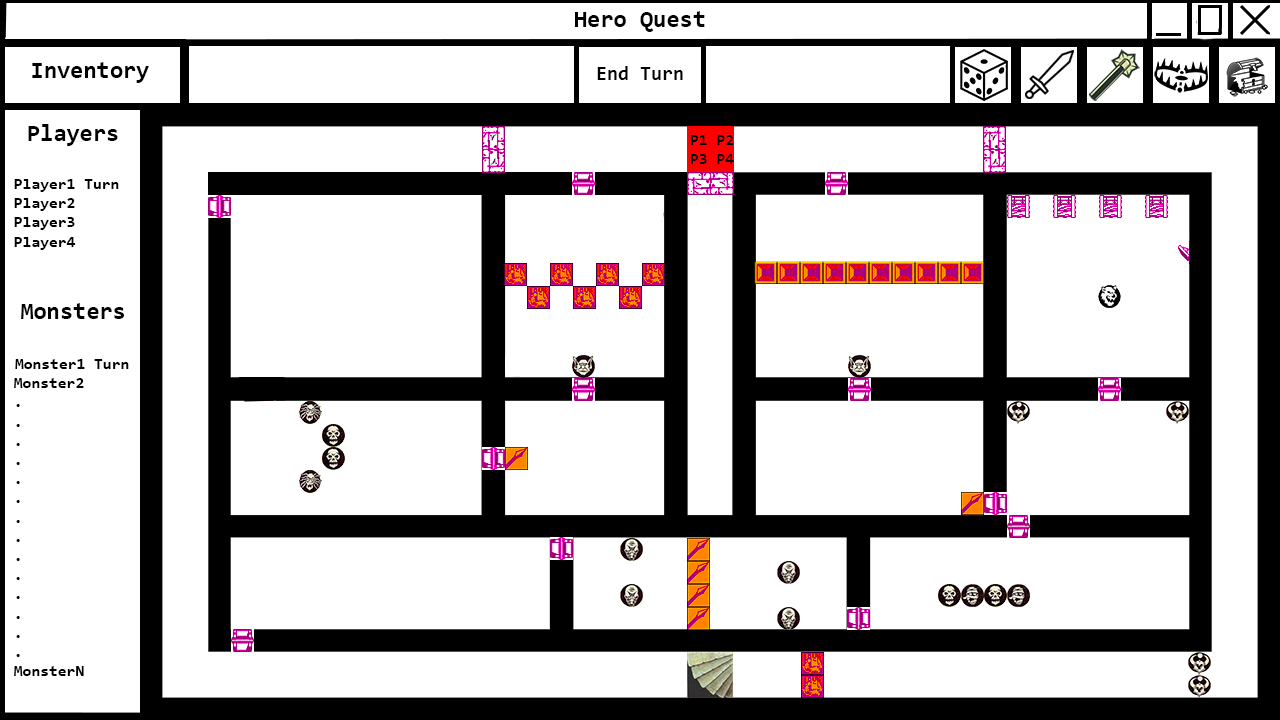 Hero Quest
Inventory
End Turn
Players
Player1 Turn
Player2
Player3
Player4
Monsters
Monster1 Turn
Monster2
.
.
.
.
.
.
.
.
.
.
.
.
.
.
MonsterN
P1 P2
P3 P4